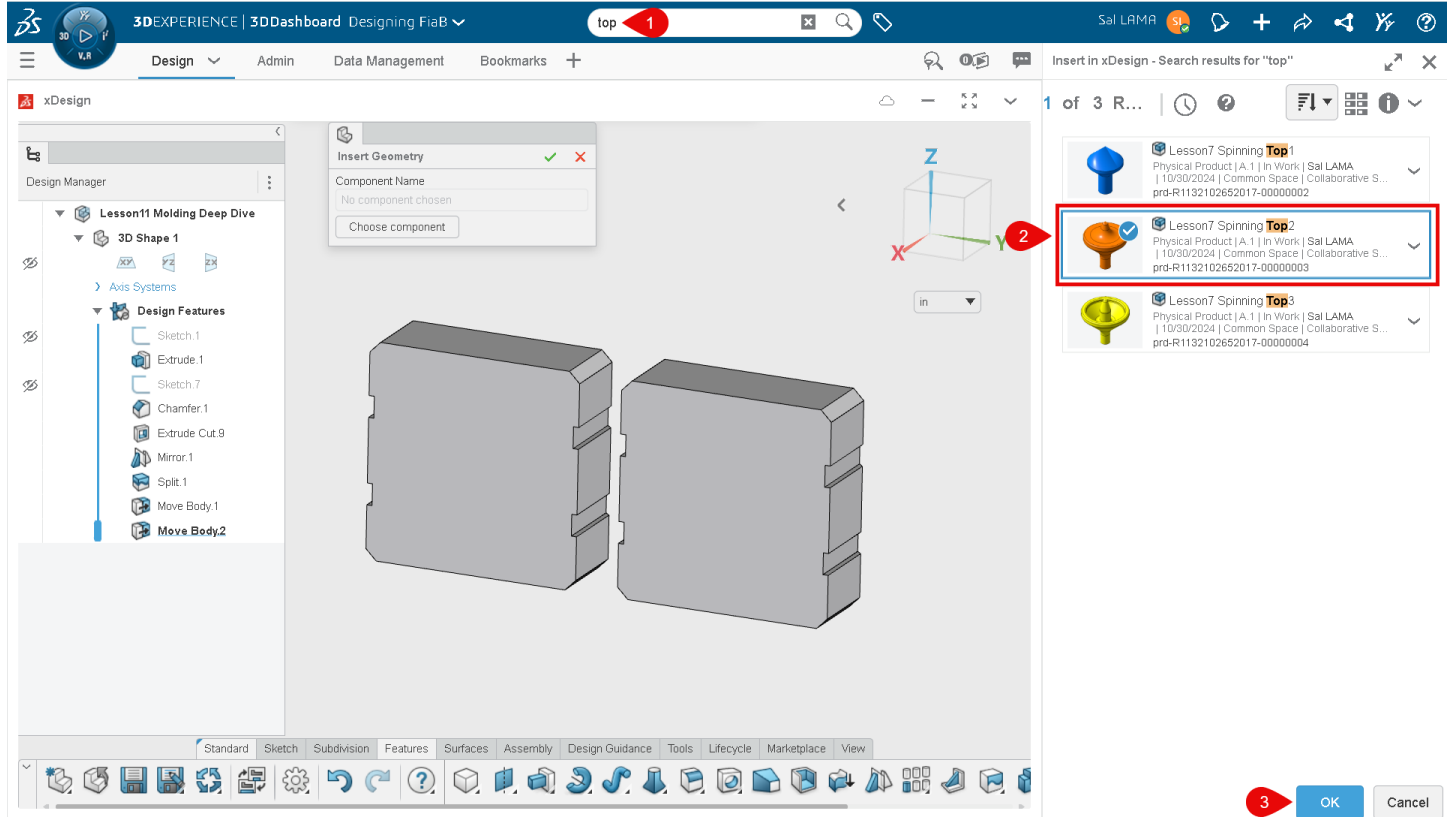 3DEXPERIENCE | 3DDashboard Designing FiaB
3D
V,R
top
1
Sal LAMA
SL
Design
Admin
Data Management
Bookmarks
Insert in xDesign - Search results for "top"
xDesign
1 of 3 R...
Insert Geometry
Component Name
No component chosen
Choose component
Design Manager
Lesson11 Molding Deep Dive
3D Shape 1
XY YZ ZX
Axis Systems
Design Features
Sketch.1
Extrude.1
Sketch.7
Chamfer.1
Extrude Cut.9
Mirror.1
Split.1
Move Body.1
Move Body.2
Z
X
Y
in
Lesson7 Spinning Top1
Physical Product | A.1 | In Work | Sal LAMA
| 10/30/2024 | Common Space | Collaborative S...
prd-R1132102652017-00000002
2
Lesson7 Spinning Top2
Physical Product | A.1 | In Work | Sal LAMA
| 10/30/2024 | Common Space | Collaborative S...
prd-R1132102652017-00000003
Lesson7 Spinning Top3
Physical Product | A.1 | In Work | Sal LAMA
| 10/30/2024 | Common Space | Collaborative S...
prd-R1132102652017-00000004
Standard Sketch Subdivision Features Surfaces Assembly Design Guidance Tools Lifecycle Marketplace View
3
OK
Cancel